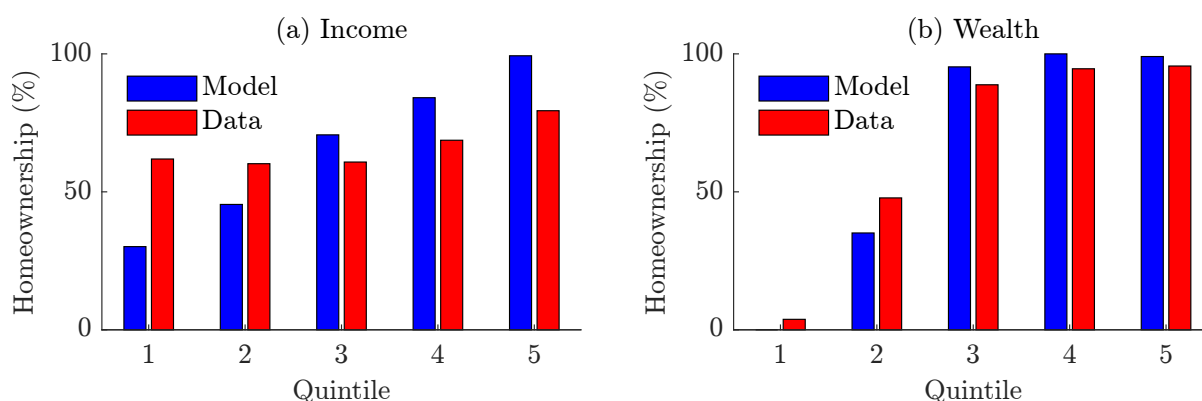 (a) Income
Homeownership (%)
100
50
0
Model
Data
1 2 3 4 5
Quintile
(b) Wealth
Homeownership (%)
100
50
0
Model
Data
1 2 3 4 5
Quintile